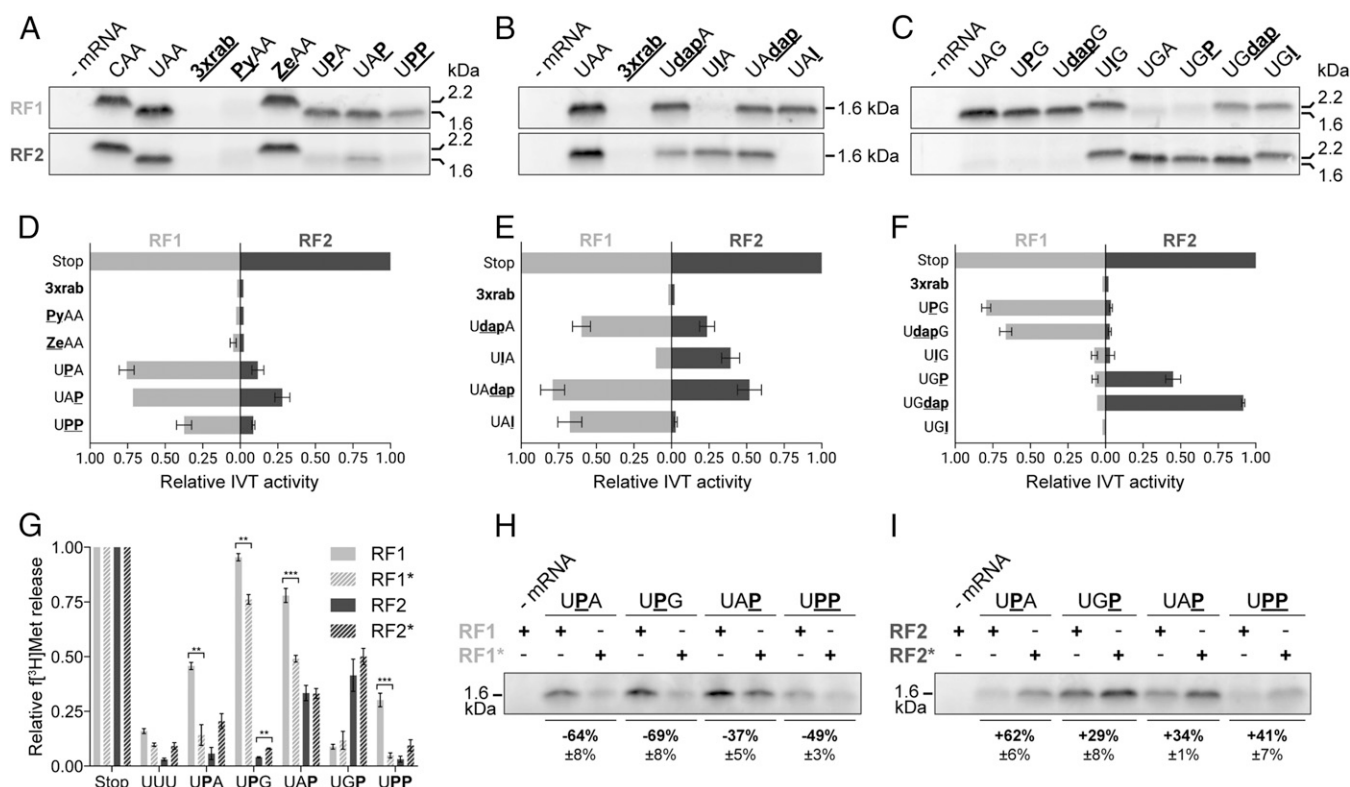 A
- mRNA CAA UAA 3xrab PyAA ZeAA UPA UAP UPP kDa
RF1 2.2
1.6
RF2 2.2
1.6
B
- mRNA UAA 3xrab UdapA UIA UAdap UAI
1.6 kDa
1.6 kDa
C
- mRNA UAG UPG UdapG UIG UGA UGP UGdap UGI kDa
2.2
1.6
2.2
1.6
D
RF1 RF2
Stop
3xrab
PyAA
ZeAA
UPA
UAP
UPP
1.00 0.75 0.50 0.25 0.00 0.25 0.50 0.75 1.00
Relative IVT activity
E
RF1 RF2
Stop
3xrab
UdapA
UIA
UAdap
UAI
1.00 0.75 0.50 0.25 0.00 0.25 0.50 0.75 1.00
Relative IVT activity
F
RF1 RF2
Stop
3xrab
UPG
UdapG
UIG
UGP
UGdap
UGI
1.00 0.75 0.50 0.25 0.00 0.25 0.50 0.75 1.00
Relative IVT activity
G
Relative f[³H]Met release
1.00
0.75
0.50
0.25
0.00
** ** ** *** ***
RF1
RF1*
RF2
RF2*
Stop UUU UPA UPG UAP UGP UPP
H
- mRNA UPA UPG UAP UPP
RF1 + + - + - + - + -
RF1* - - + - + - + - +
1.6
kDa
-64% -69% -37% -49%
±8% ±8% ±5% ±3%
I
- mRNA UPA UGP UAP UPP
RF2 + + - + - + - + -
RF2* - - + - + - + - +
1.6
kDa
+62% +29% +34% +41%
±6% ±8% ±1% ±7%